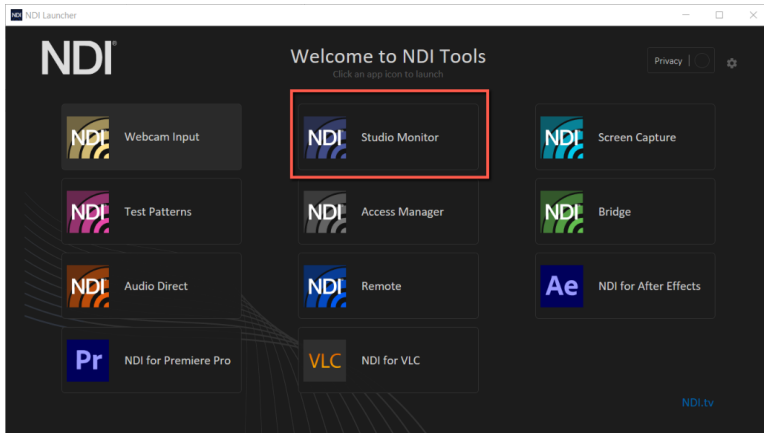 NDI NDI Launcher
NDI®
Welcome to NDI Tools
Click an app icon to launch
Privacy |
NDI Webcam Input
NDI Studio Monitor
NDI Screen Capture
NDI Test Patterns
NDI Access Manager
NDI Bridge
NDI Audio Direct
NDI Remote
Ae NDI for After Effects
Pr NDI for Premiere Pro
VLC NDI for VLC
NDI.tv